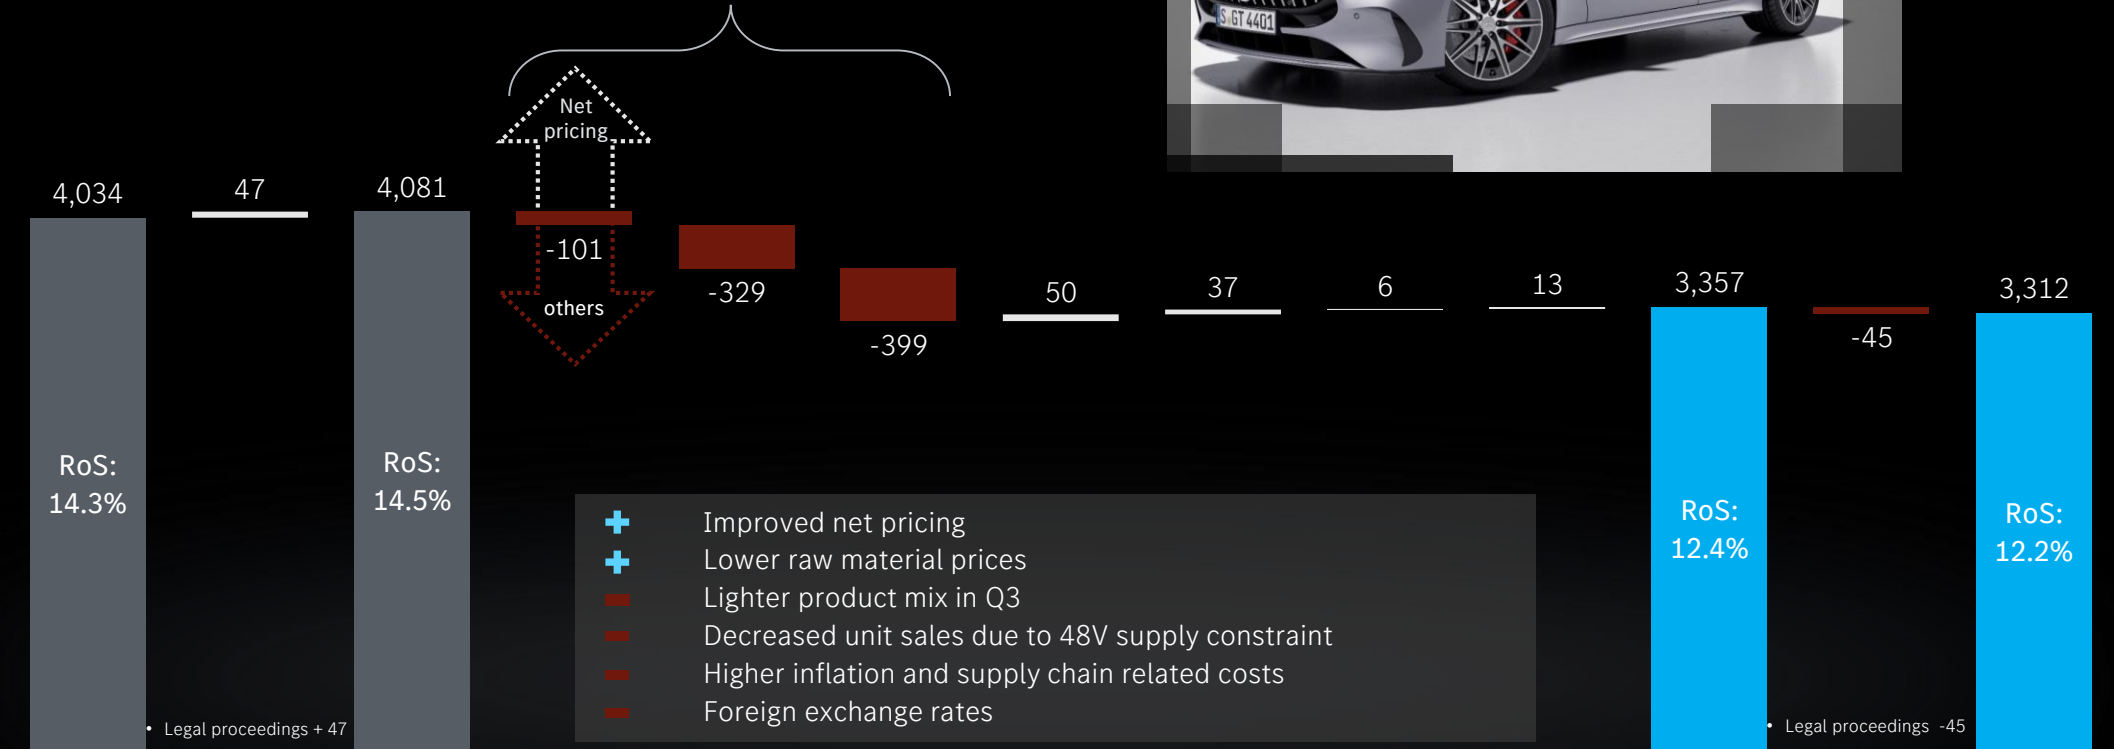 S GT 4401
Net
pricing
4,034
47
4,081
-101
others
-329
-399
50
37
6
13
3,357
-45
3,312
RoS:
14.3%
RoS:
14.5%
RoS:
12.4%
RoS:
12.2%
Improved net pricing
Lower raw material prices
Lighter product mix in Q3
Decreased unit sales due to 48V supply constraint
Higher inflation and supply chain related costs
Foreign exchange rates
• Legal proceedings + 47
• Legal proceedings -45